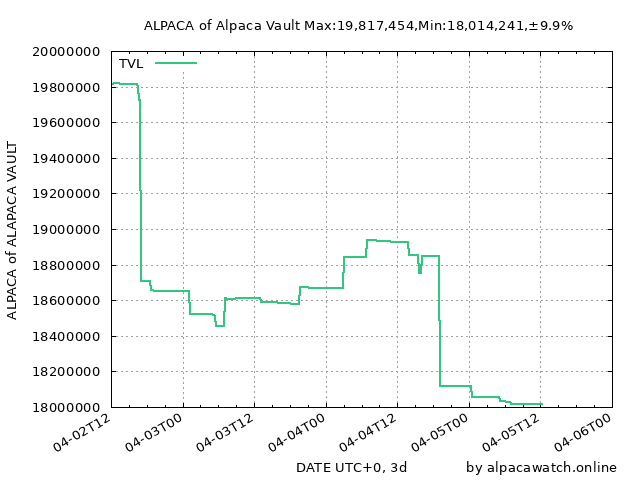 ALPACA of Alpaca Vault Max:19,817,454,Min:18,014,241,±9.9%
TVL
ALPACA of ALAPACA VAULT
20000000
19800000
19600000
19400000
19200000
19000000
18800000
18600000
18400000
18200000
18000000
04-02T12
04-03T00
04-03T12
04-04T00
04-04T12
04-05T00
04-05T12
04-06T00
DATE UTC+0, 3d
by alpacawatch.online